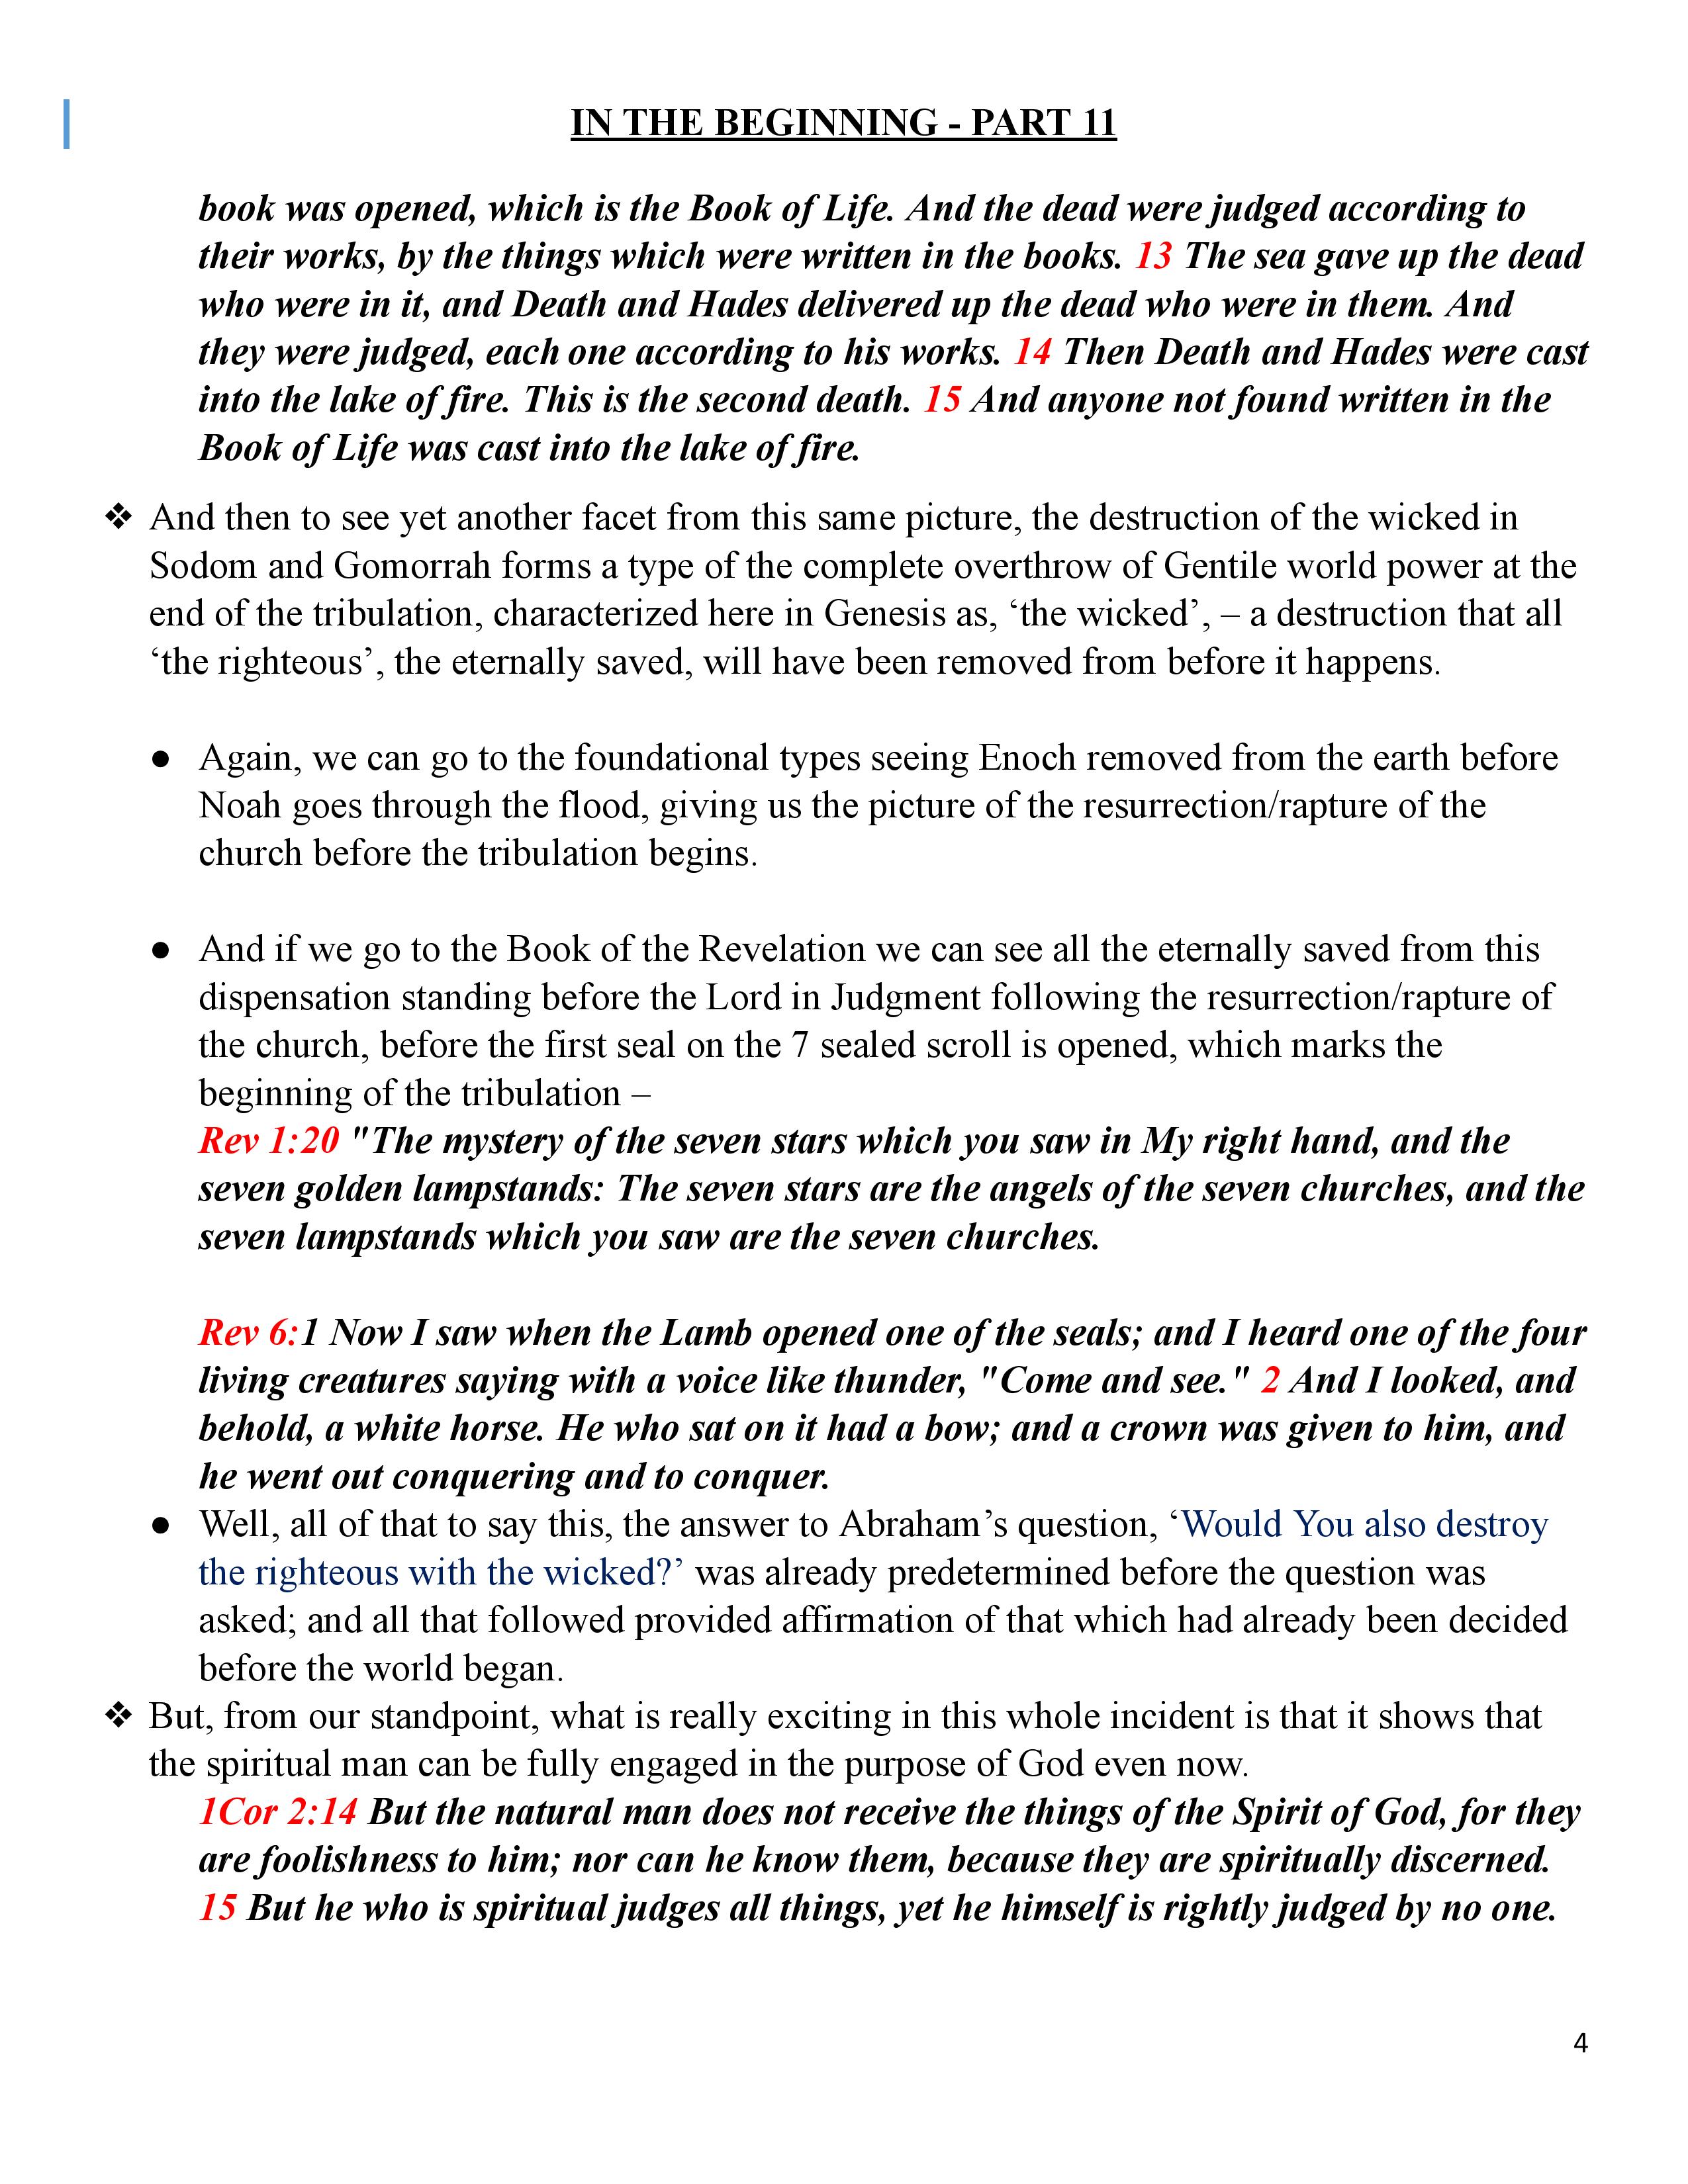 IN THE BEGINNING - PART 11
book was opened, which is the Book of Life. And the dead were judged according to
their works, by the things which were written in the books. 13 The sea gave up the dead
who were in it, and Death and Hades delivered up the dead who were in them. And
they were judged, each one according to his works. 14 Then Death and Hades were cast
into the lake of fire. This is the second death. 15 And anyone not found written in the
Book of Life was cast into the lake of fire.
❖ And then to see yet another facet from this same picture, the destruction of the wicked in
Sodom and Gomorrah forms a type of the complete overthrow of Gentile world power at the
end of the tribulation, characterized here in Genesis as, ‘the wicked’, – a destruction that all
‘the righteous’, the eternally saved, will have been removed from before it happens.
● Again, we can go to the foundational types seeing Enoch removed from the earth before
Noah goes through the flood, giving us the picture of the resurrection/rapture of the
church before the tribulation begins.
● And if we go to the Book of the Revelation we can see all the eternally saved from this
dispensation standing before the Lord in Judgment following the resurrection/rapture of
the church, before the first seal on the 7 sealed scroll is opened, which marks the
beginning of the tribulation –
Rev 1:20 "The mystery of the seven stars which you saw in My right hand, and the
seven golden lampstands: The seven stars are the angels of the seven churches, and the
seven lampstands which you saw are the seven churches.
Rev 6:1 Now I saw when the Lamb opened one of the seals; and I heard one of the four
living creatures saying with a voice like thunder, "Come and see." 2 And I looked, and
behold, a white horse. He who sat on it had a bow; and a crown was given to him, and
he went out conquering and to conquer.
● Well, all of that to say this, the answer to Abraham’s question, ‘Would You also destroy
the righteous with the wicked?’ was already predetermined before the question was
asked; and all that followed provided affirmation of that which had already been decided
before the world began.
❖ But, from our standpoint, what is really exciting in this whole incident is that it shows that
the spiritual man can be fully engaged in the purpose of God even now.
1Cor 2:14 But the natural man does not receive the things of the Spirit of God, for they
are foolishness to him; nor can he know them, because they are spiritually discerned.
15 But he who is spiritual judges all things, yet he himself is rightly judged by no one.
4